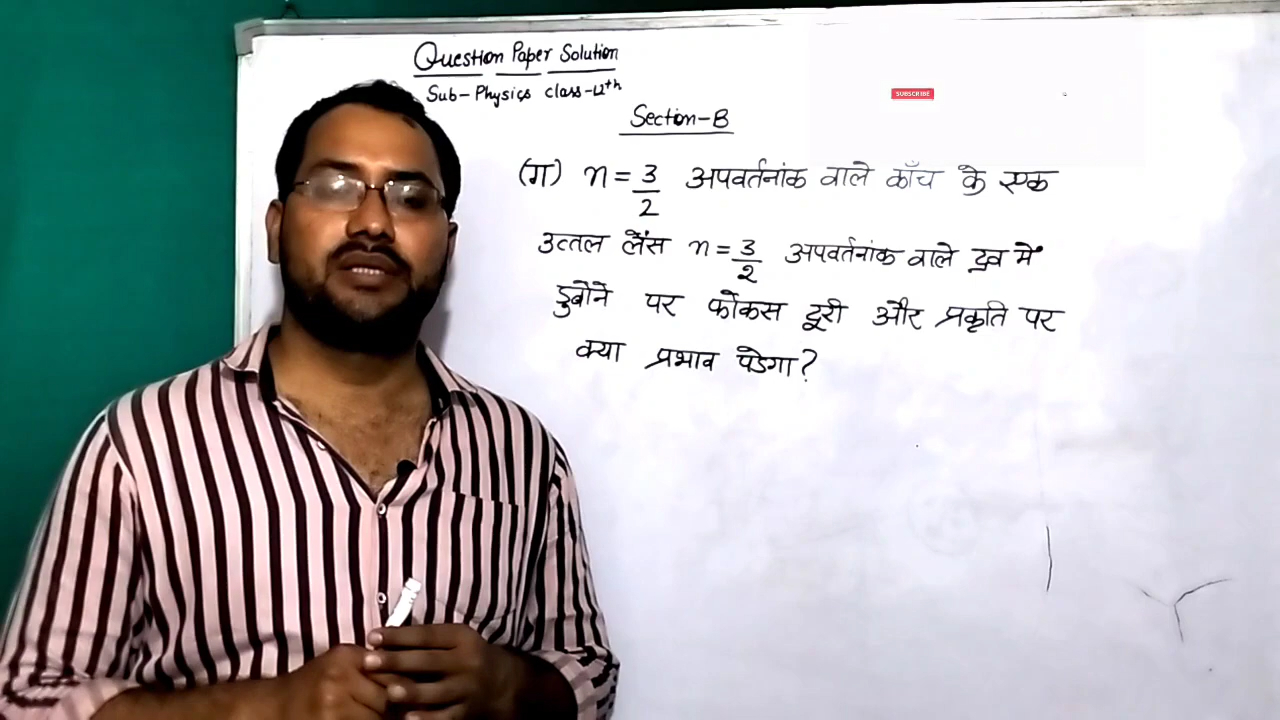 Question Paper Solution
Sub-Physics class-12th
SUBSCRIBE
Section-B
(ग) n = 3/2 अपवर्तनांक वाले काँच के एक
उत्तल लेंस n = 3/2 अपवर्तनांक वाले द्रव में
डुबोने पर फोकस दूरी और प्रकृति पर
क्या प्रभाव पडेगा?